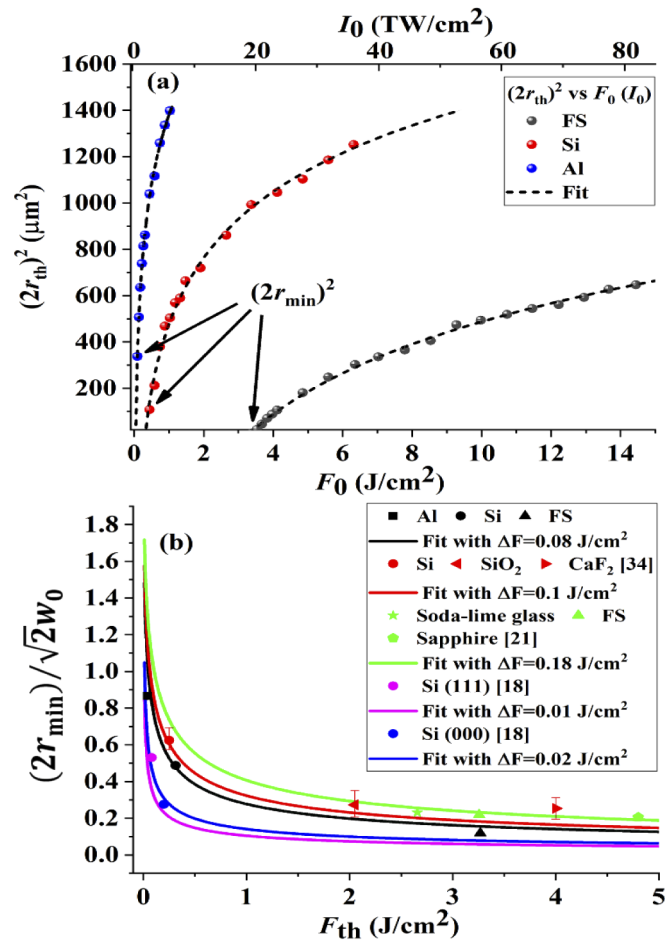 I0 (TW/cm2)
0 20 40 60 80
(a)
(2rth)2 vs F0 (I0)
FS
Si
Al
Fit
(2rmin)2
(2rth)2 (μm2)
1600
1400
1200
1000
800
600
400
200
0 2 4 6 8 10 12 14
F0 (J/cm2)
(b)
Al Si FS
Fit with ΔF=0.08 J/cm2
Si SiO2 CaF2 [34]
Fit with ΔF=0.1 J/cm2
Soda-lime glass FS
Sapphire [21]
Fit with ΔF=0.18 J/cm2
Si (111) [18]
Fit with ΔF=0.01 J/cm2
Si (000) [18]
Fit with ΔF=0.02 J/cm2
(2rmin)/√2w0
1.8
1.6
1.4
1.2
1.0
0.8
0.6
0.4
0.2
0.0
0 1 2 3 4 5
Fth (J/cm2)